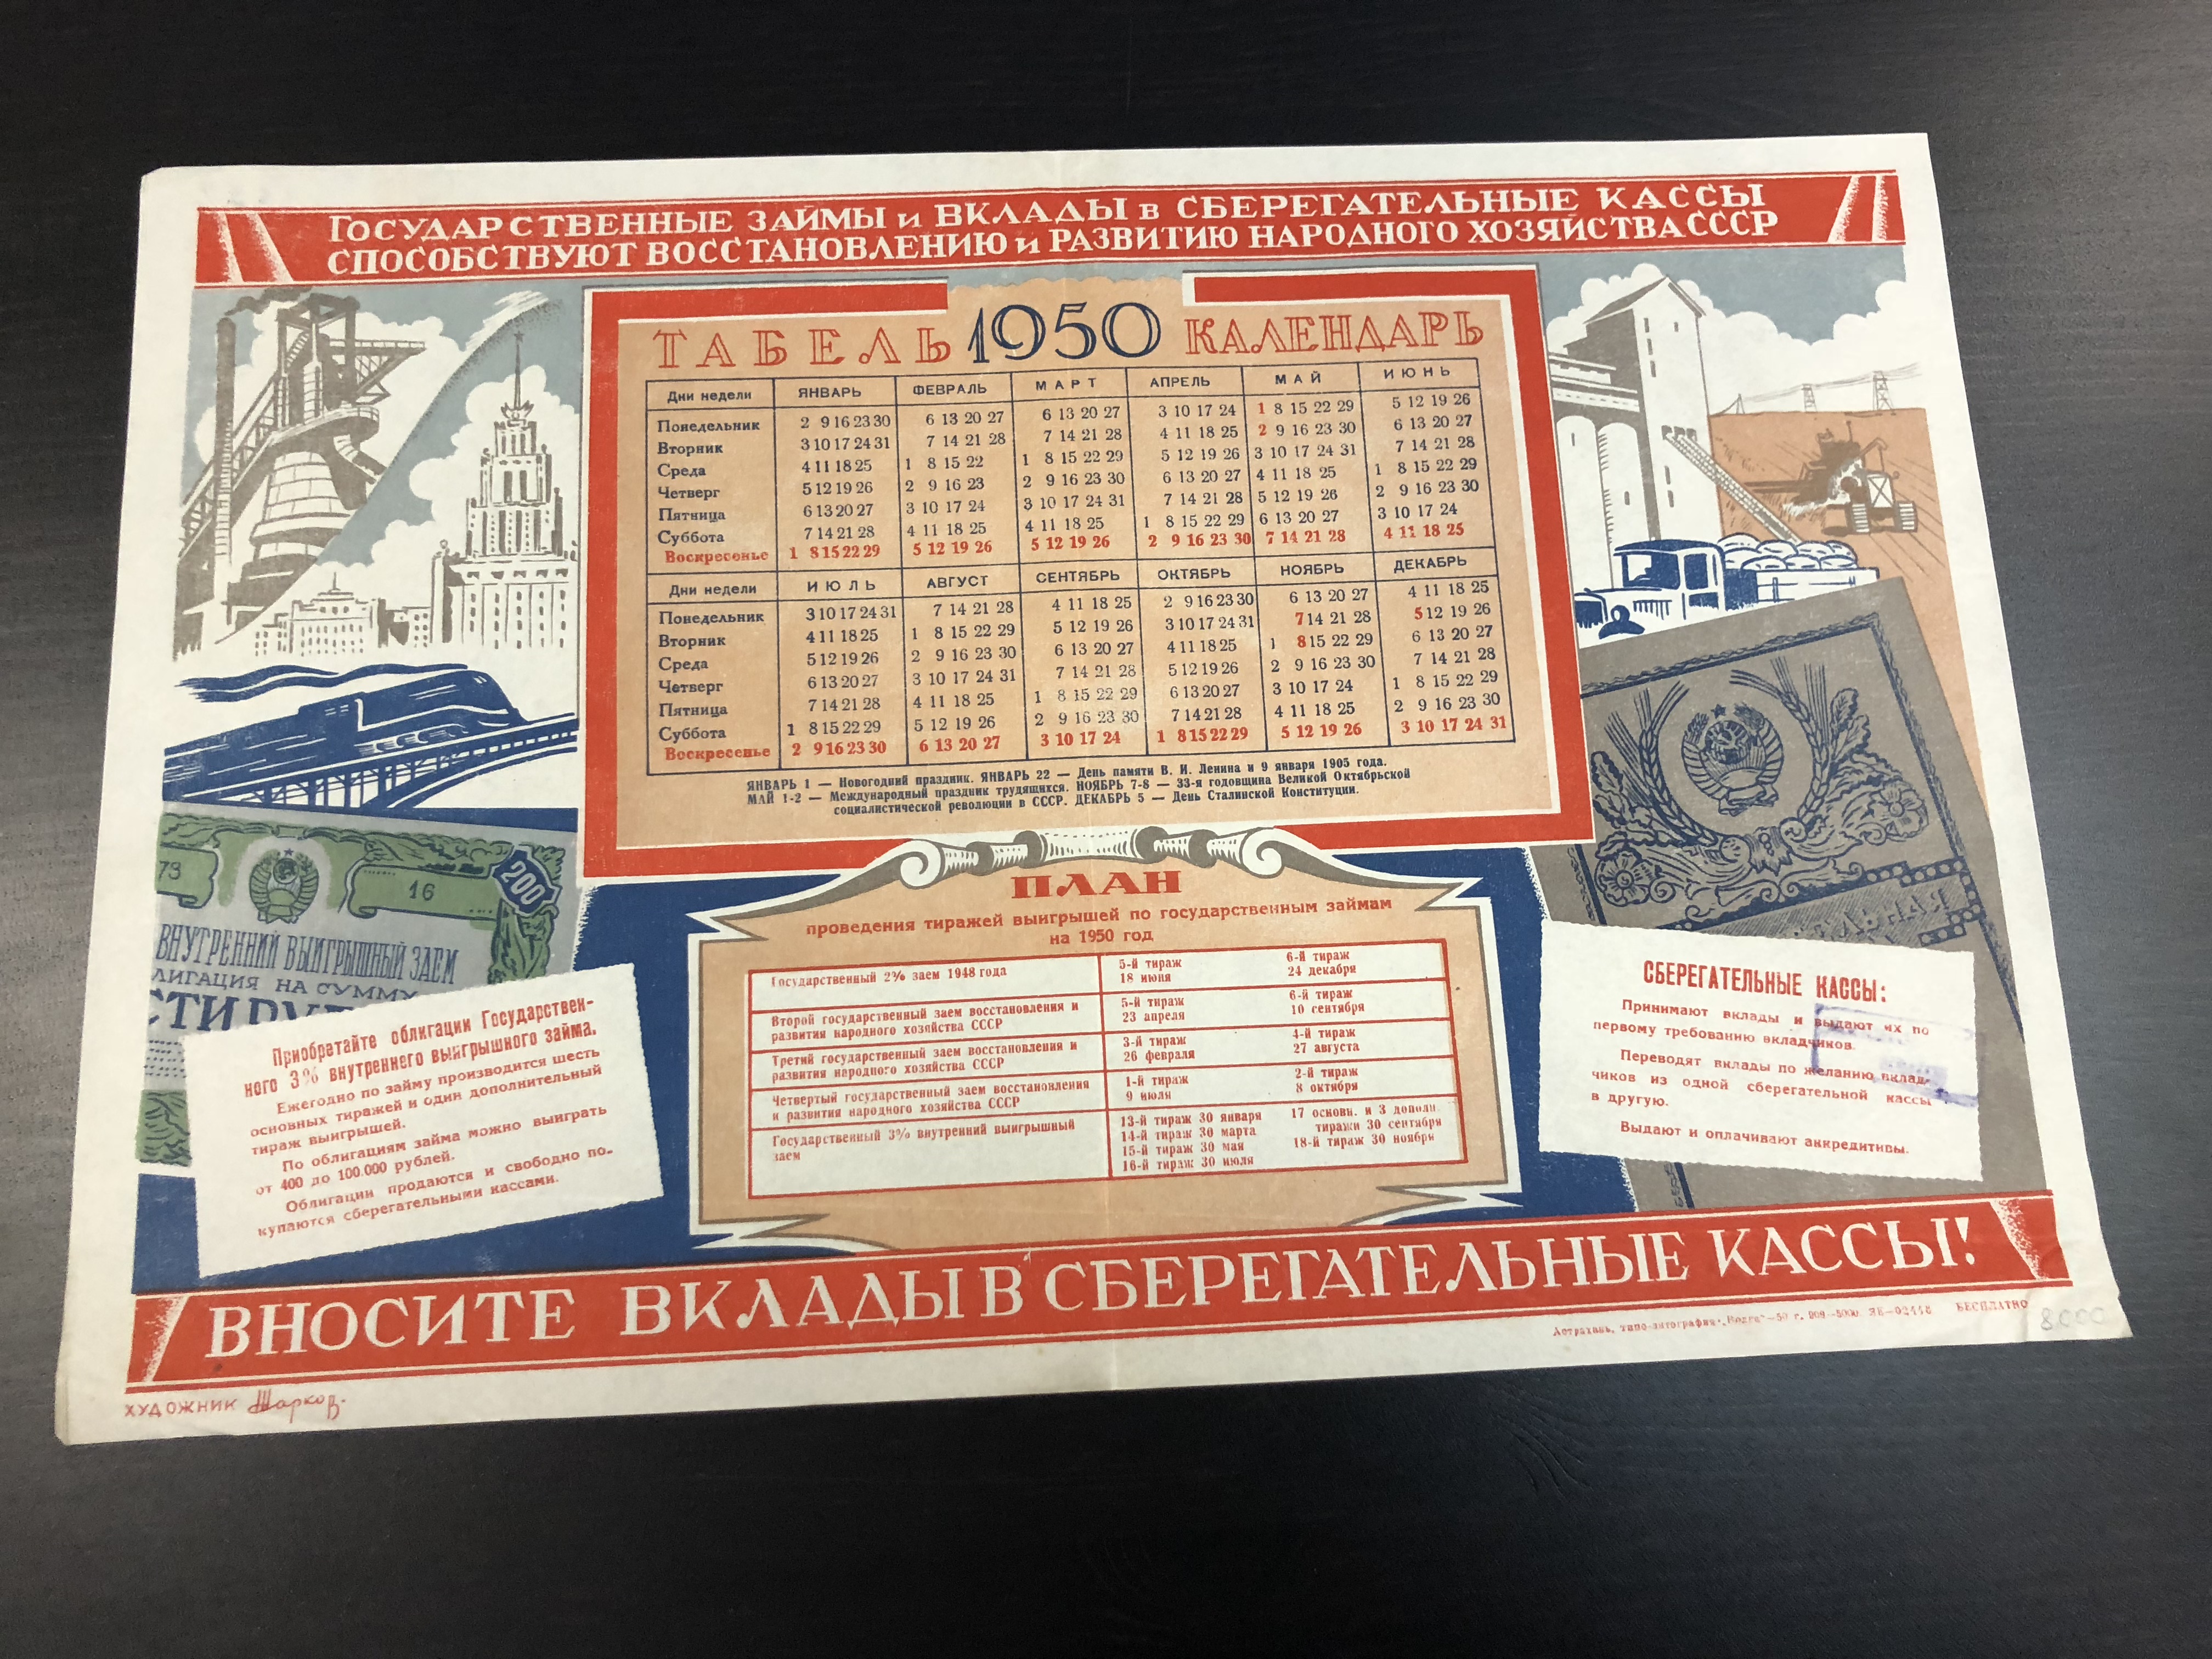 ГОСУДАРСТВЕННЫЕ ЗАЙМЫ И ВКЛАДЫ В СБЕРЕГАТЕЛЬНЫЕ КАССЫ
СПОСОБСТВУЮТ ВОССТАНОВЛЕНИЮ И РАЗВИТИЮ НАРОДНОГО ХОЗЯЙСТВА СССР
ТАБЕЛЬ 1950 КАЛЕНДАРЬ
Дни недели ЯНВАРЬ ФЕВРАЛЬ МАРТ АПРЕЛЬ МАЙ ИЮНЬ
Понедельник 2 9 16 23 30 6 13 20 27 6 13 20 27 3 10 17 24 1 8 15 22 29 5 12 19 26
Вторник 3 10 17 24 31 7 14 21 28 7 14 21 28 4 11 18 25 2 9 16 23 30 6 13 20 27
Среда 4 11 18 25 1 8 15 22 1 8 15 22 29 5 12 19 26 3 10 17 24 31 7 14 21 28
Четверг 5 12 19 26 2 9 16 23 2 9 16 23 30 6 13 20 27 4 11 18 25 1 8 15 22 29
Пятница 6 13 20 27 3 10 17 24 3 10 17 24 31 7 14 21 28 5 12 19 26 2 9 16 23 30
Суббота 7 14 21 28 4 11 18 25 4 11 18 25 1 8 15 22 29 6 13 20 27 3 10 17 24
Воскресенье 1 8 15 22 29 5 12 19 26 5 12 19 26 2 9 16 23 30 7 14 21 28 4 11 18 25
Дни недели ИЮЛЬ АВГУСТ СЕНТЯБРЬ ОКТЯБРЬ НОЯБРЬ ДЕКАБРЬ
Понедельник 3 10 17 24 31 7 14 21 28 4 11 18 25 2 9 16 23 30 6 13 20 27 4 11 18 25
Вторник 4 11 18 25 1 8 15 22 29 5 12 19 26 3 10 17 24 31 7 14 21 28 5 12 19 26
Среда 5 12 19 26 2 9 16 23 30 6 13 20 27 4 11 18 25 1 8 15 22 29 6 13 20 27
Четверг 6 13 20 27 3 10 17 24 31 7 14 21 28 5 12 19 26 2 9 16 23 30 7 14 21 28
Пятница 7 14 21 28 4 11 18 25 1 8 15 22 29 6 13 20 27 3 10 17 24 1 8 15 22 29
Суббота 1 8 15 22 29 5 12 19 26 2 9 16 23 30 7 14 21 28 4 11 18 25 2 9 16 23 30
Воскресенье 2 9 16 23 30 6 13 20 27 3 10 17 24 1 8 15 22 29 5 12 19 26 3 10 17 24 31
ЯНВАРЬ 1 — Новогодний праздник. ЯНВАРЬ 22 — День памяти В. И. Ленина и 9 января 1905 года.
МАЙ 1-2 — Международный праздник трудящихся. НОЯБРЬ 7-8 — 33-я годовщина Великой Октябрьской
социалистической революции в СССР. ДЕКАБРЬ 5 — День Сталинской Конституции.
79 16 200
ВНУТРЕННИЙ ВЫИГРЫШНЫЙ ЗАЕМ
ЛИГАЦИЯ НА СУММУ
СТИ РУ
Приобретайте облигации Государствен-
ного 3% внутреннего выигрышного займа.
Ежегодно по займу производится шесть
основных тиражей и один дополнительный
тираж выигрышей.
По облигациям займа можно выиграть
от 400 до 100.000 рублей.
Облигации продаются и свободно по-
купаются сберегательными кассами.
ПЛАН
проведения тиражей выигрышей по государственным займам
на 1950 год
Государственный 2% заем 1948 года 5-й тираж 6-й тираж
18 июня 24 декабря
Второй государственный заем восстановления и 5-й тираж 6-й тираж
развития народного хозяйства СССР 23 апреля 10 сентября
Третий государственный заем восстановления и 3-й тираж 4-й тираж
развития народного хозяйства СССР 26 февраля 27 августа
Четвертый государственный заем восстановления 1-й тираж 2-й тираж
и развития народного хозяйства СССР 9 июля 8 октября
Государственный 3% внутренний выигрышный 13-й тираж 30 января 17 основн. и 3 дополн.
заем 14-й тираж 30 марта тиражи 30 сентября
15-й тираж 30 мая 18-й тираж 30 ноября
16-й тираж 30 июля
ЛЬНАЯ
СБЕРЕГАТЕЛЬНЫЕ КАССЫ:
Принимают вклады и выдают их по
первому требованию вкладчиков.
Переводят вклады по желанию вклад-
чиков из одной сберегательной кассы
в другую.
Выдают и оплачивают аккредитивы.
ВНОСИТЕ ВКЛАДЫ В СБЕРЕГАТЕЛЬНЫЕ КАССЫ!
Астрахань, типо-литография „Волга“—50 г. 909—5000. ЯЕ—02448 БЕСПЛАТНО
8000
ХУДОЖНИК Шарков.